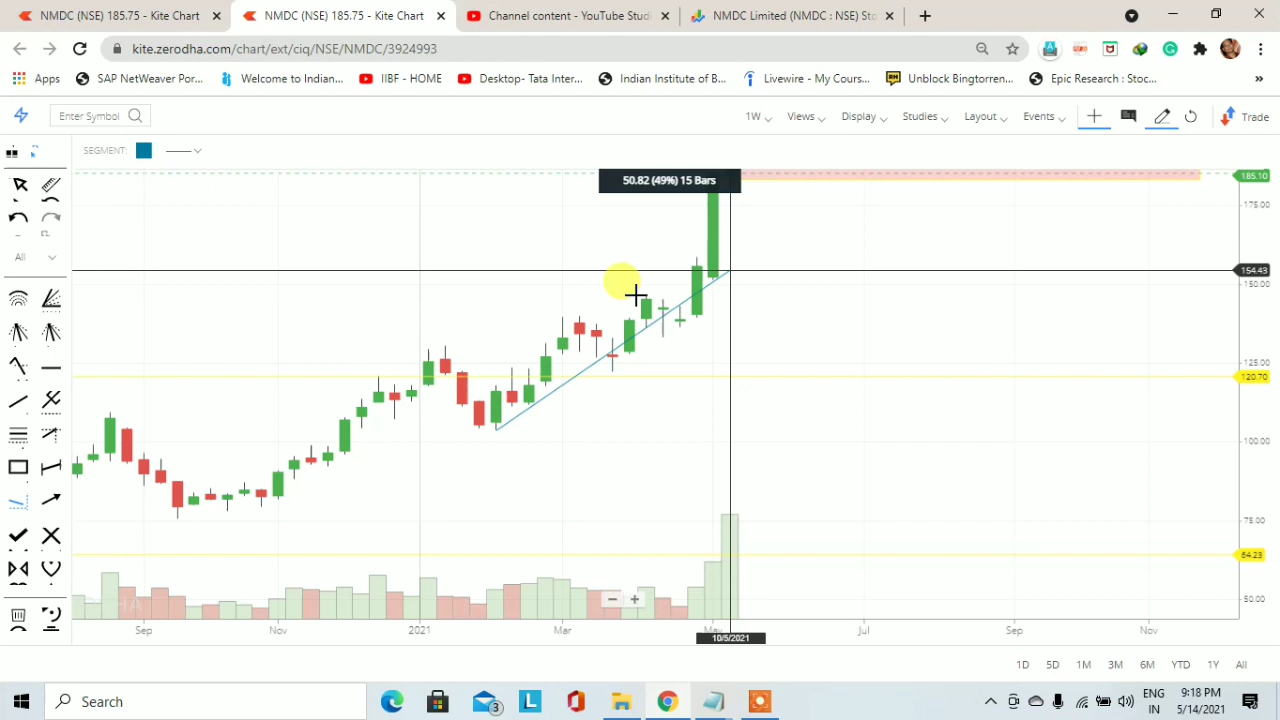 NMDC (NSE) 185.75 - Kite Chart
NMDC (NSE) 185.75 - Kite Chart
Channel content - YouTube Studi
NMDC Limited (NMDC : NSE) Sto
kite.zerodha.com/chart/ext/ciq/NSE/NMDC/3924993
Apps
SAP NetWeaver Por...
Welcome to Indian...
IIBF - HOME
Desktop- Tata Inter...
Indian Institute of B...
Livewire - My Cours...
Unblock Bingtorren...
Epic Research : Stoc...
Enter Symbol
1W
Views
Display
Studies
Layout
Events
Trade
SEGMENT:
50.82 (49%) 15 Bars
185.10
175.00
All
154.43
150.00
125.00
120.70
100.00
75.00
50.00
Sep
Nov
2021
Mar
May
Jul
Sep
Nov
10/5/2021
1D
5D
1M
3M
6M
YTD
1Y
All
Search
3
ENG
IN
9:18 PM
5/14/2021